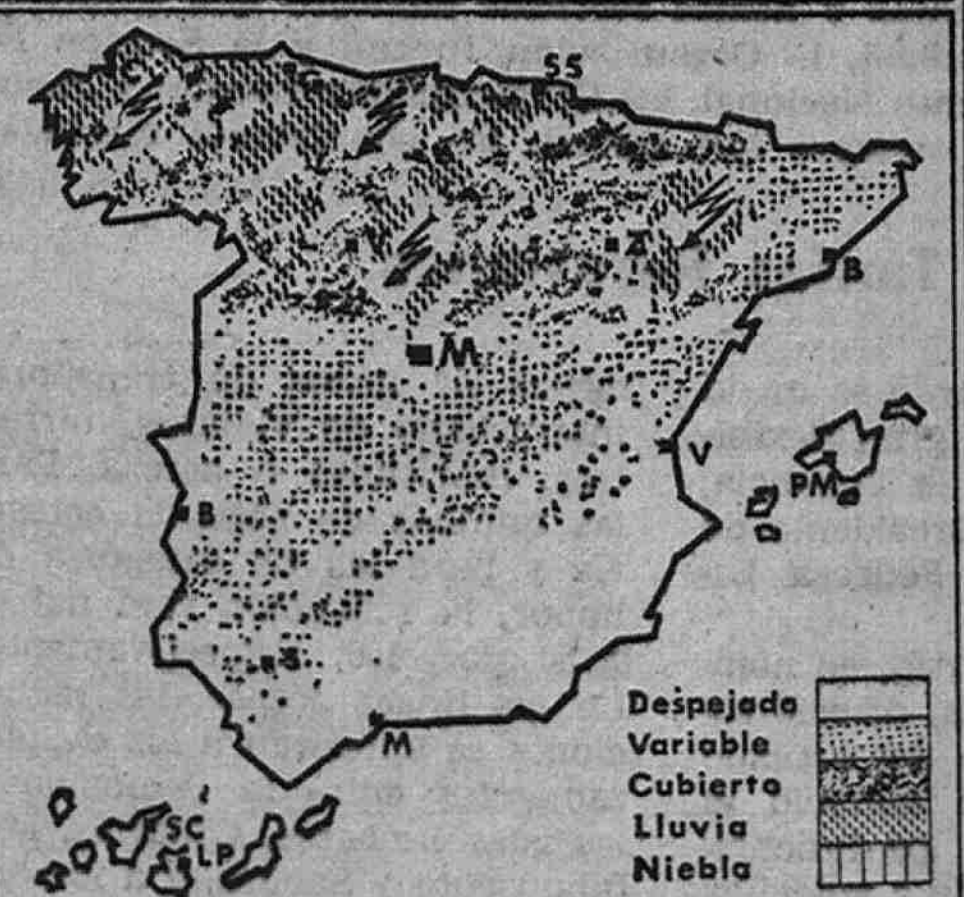 SS
C
Z
B
M
V
PM
B
S
M
SC
LP
Despejado
Variable
Cubierto
Lluvia
Niebla